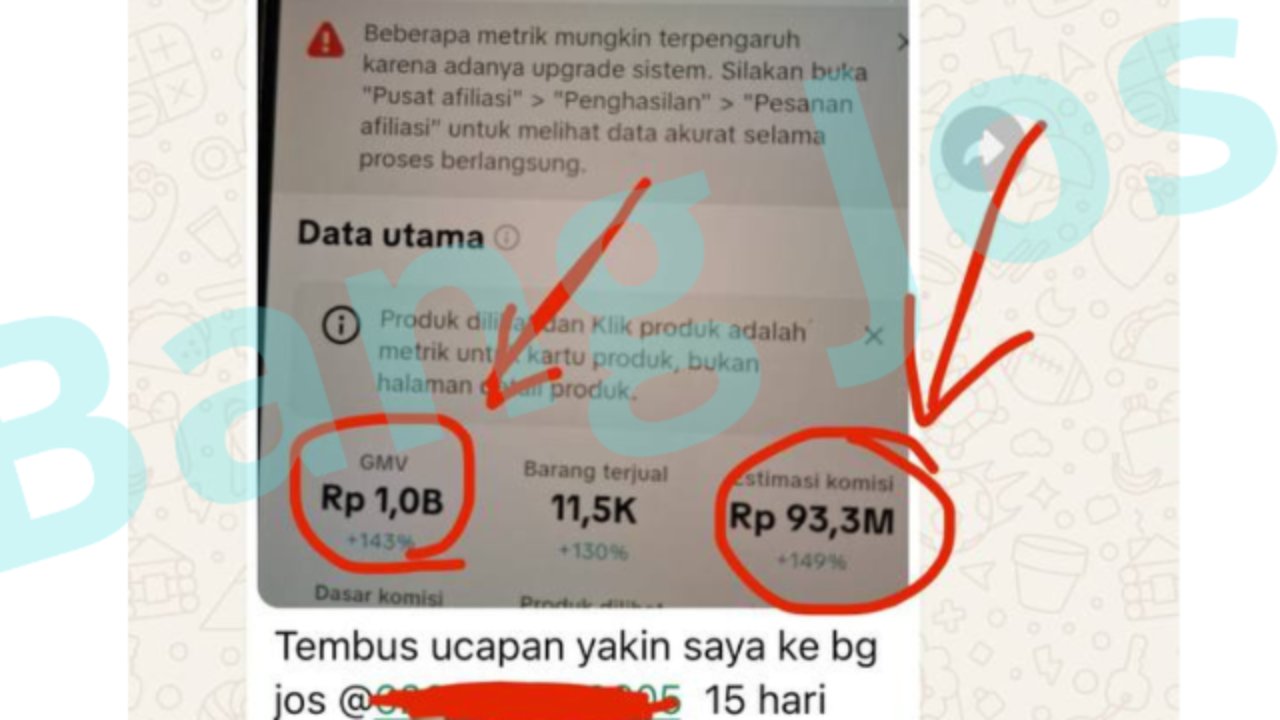 Beberapa metrik mungkin terpengaruh
karena adanya upgrade sistem. Silakan buka
"Pusat afiliasi" > "Penghasilan" > "Pesanan
afiliasi" untuk melihat data akurat selama
proses berlangsung.
Data utama
Produk dilihat dan Klik produk adalah
metrik untuk kartu produk, bukan
halaman detail produk.
GMV
Rp 1,0B
+143%
Barang terjual
11,5K
+130%
Estimasi komisi
Rp 93,3M
+149%
Dasar komisi
Produk dilihat
Bang Jos
Tembus ucapan yakin saya ke bg
jos @ 15 hari